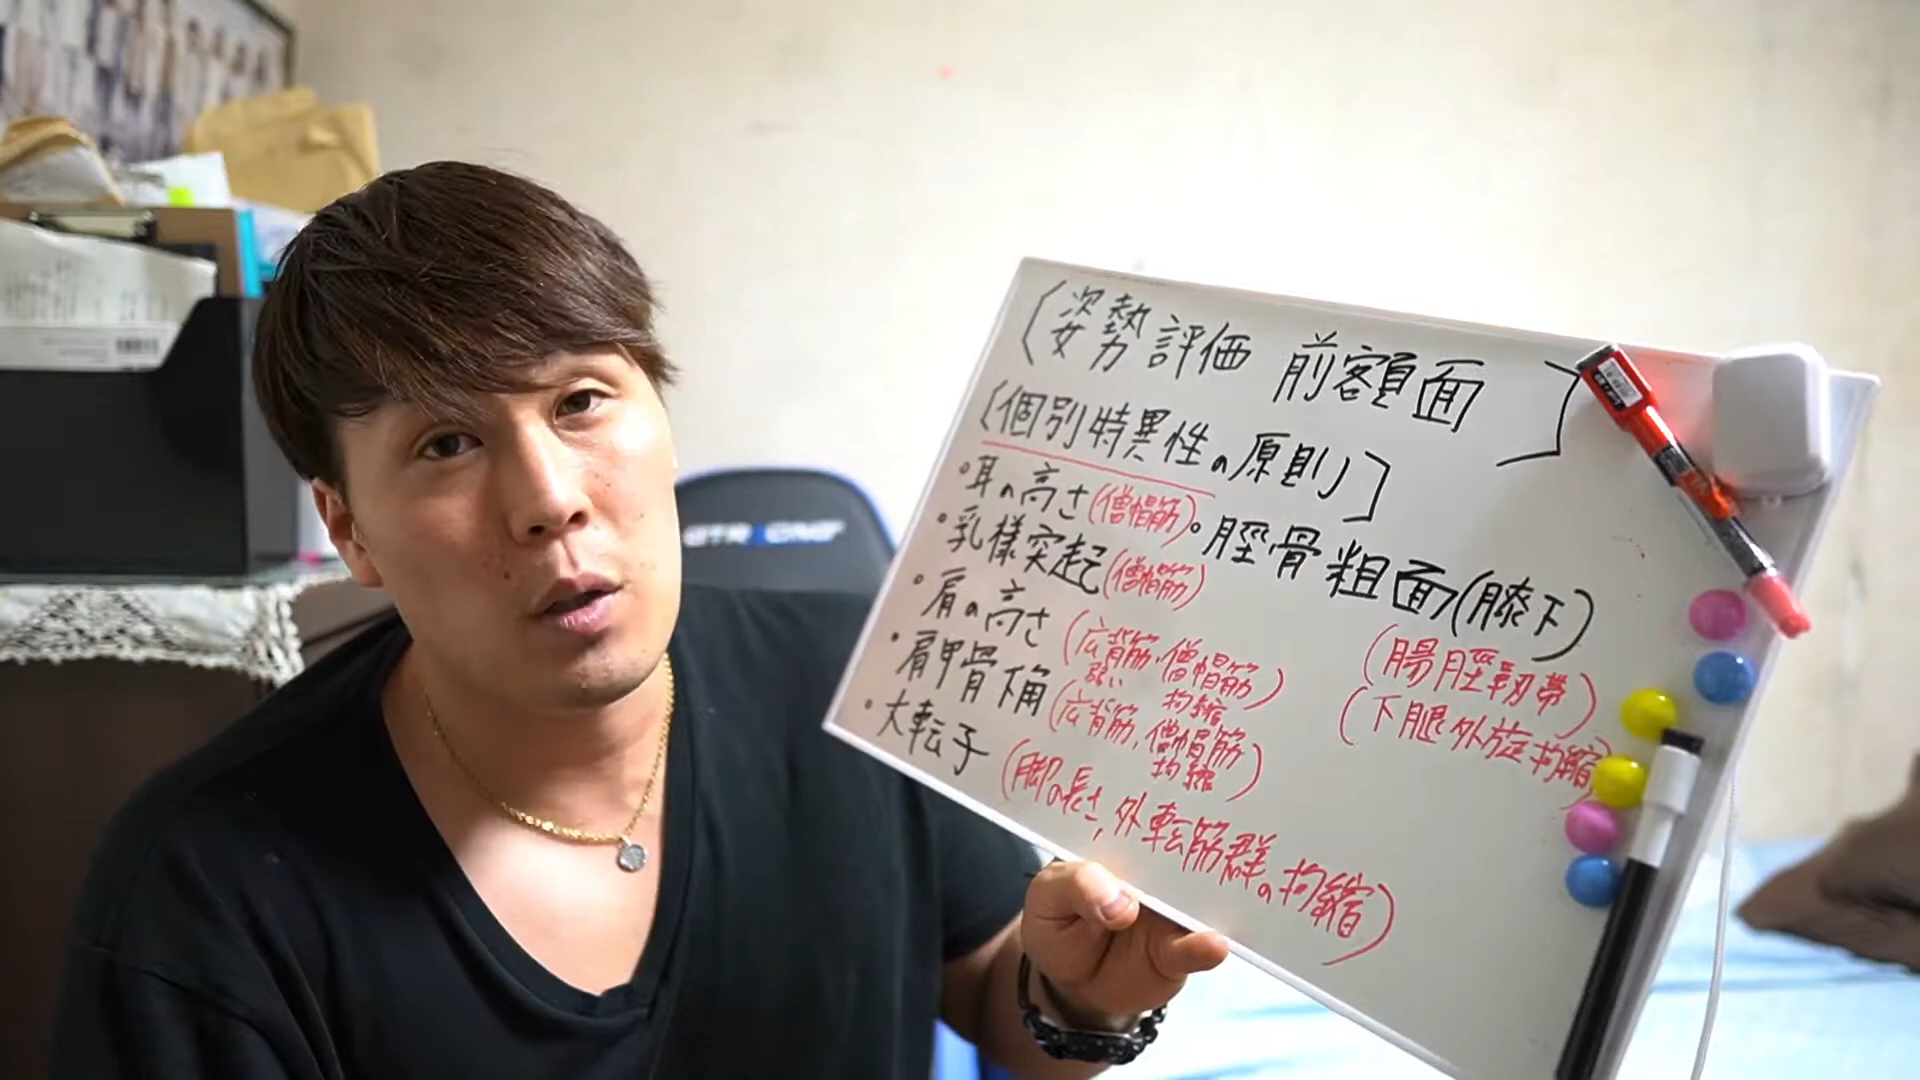 〔姿勢評価 前額面〕
〔個別特異性の原則〕
・耳の高さ(僧帽筋)
・乳様突起(僧帽筋)
・肩の高さ(広背筋弱い、僧帽筋拘縮)
・肩甲骨下角(広背筋,僧帽筋拘縮)
・大転子(脚の長さ,外転筋群の拘縮)
・脛骨粗面(膝下)
(腸脛靭帯)
(下腿外旋拘縮)
GTRACING